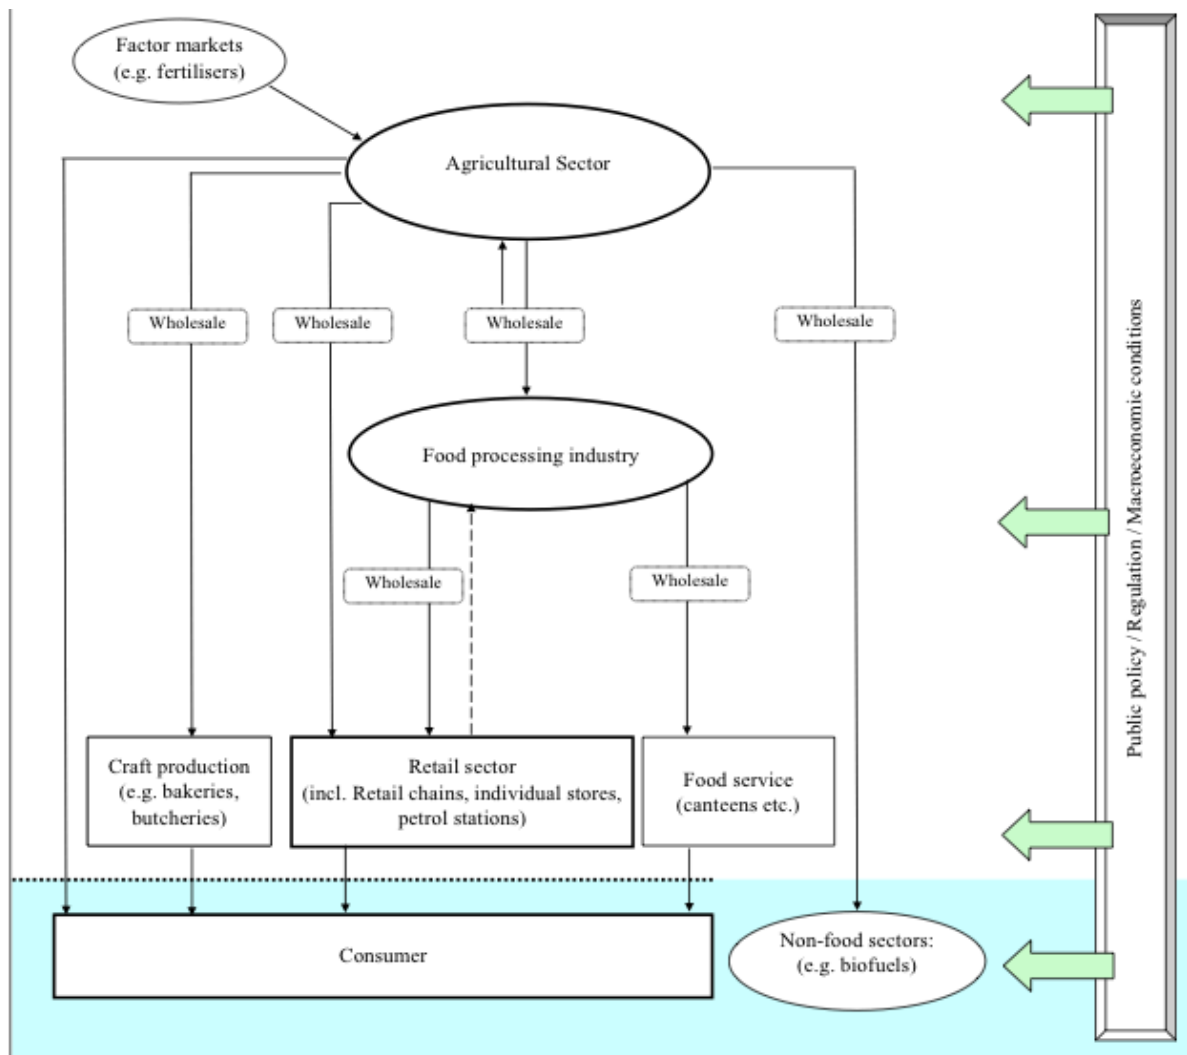 Factor markets
(e.g. fertilisers)
Agricultural Sector
Wholesale
Wholesale
Wholesale
Wholesale
Food processing industry
Wholesale
Wholesale
Craft production
(e.g. bakeries,
butcheries)
Retail sector
(incl. Retail chains, individual stores,
petrol stations)
Food service
(canteens etc.)
Consumer
Non-food sectors:
(e.g. biofuels)
Public policy / Regulation / Macroeconomic conditions